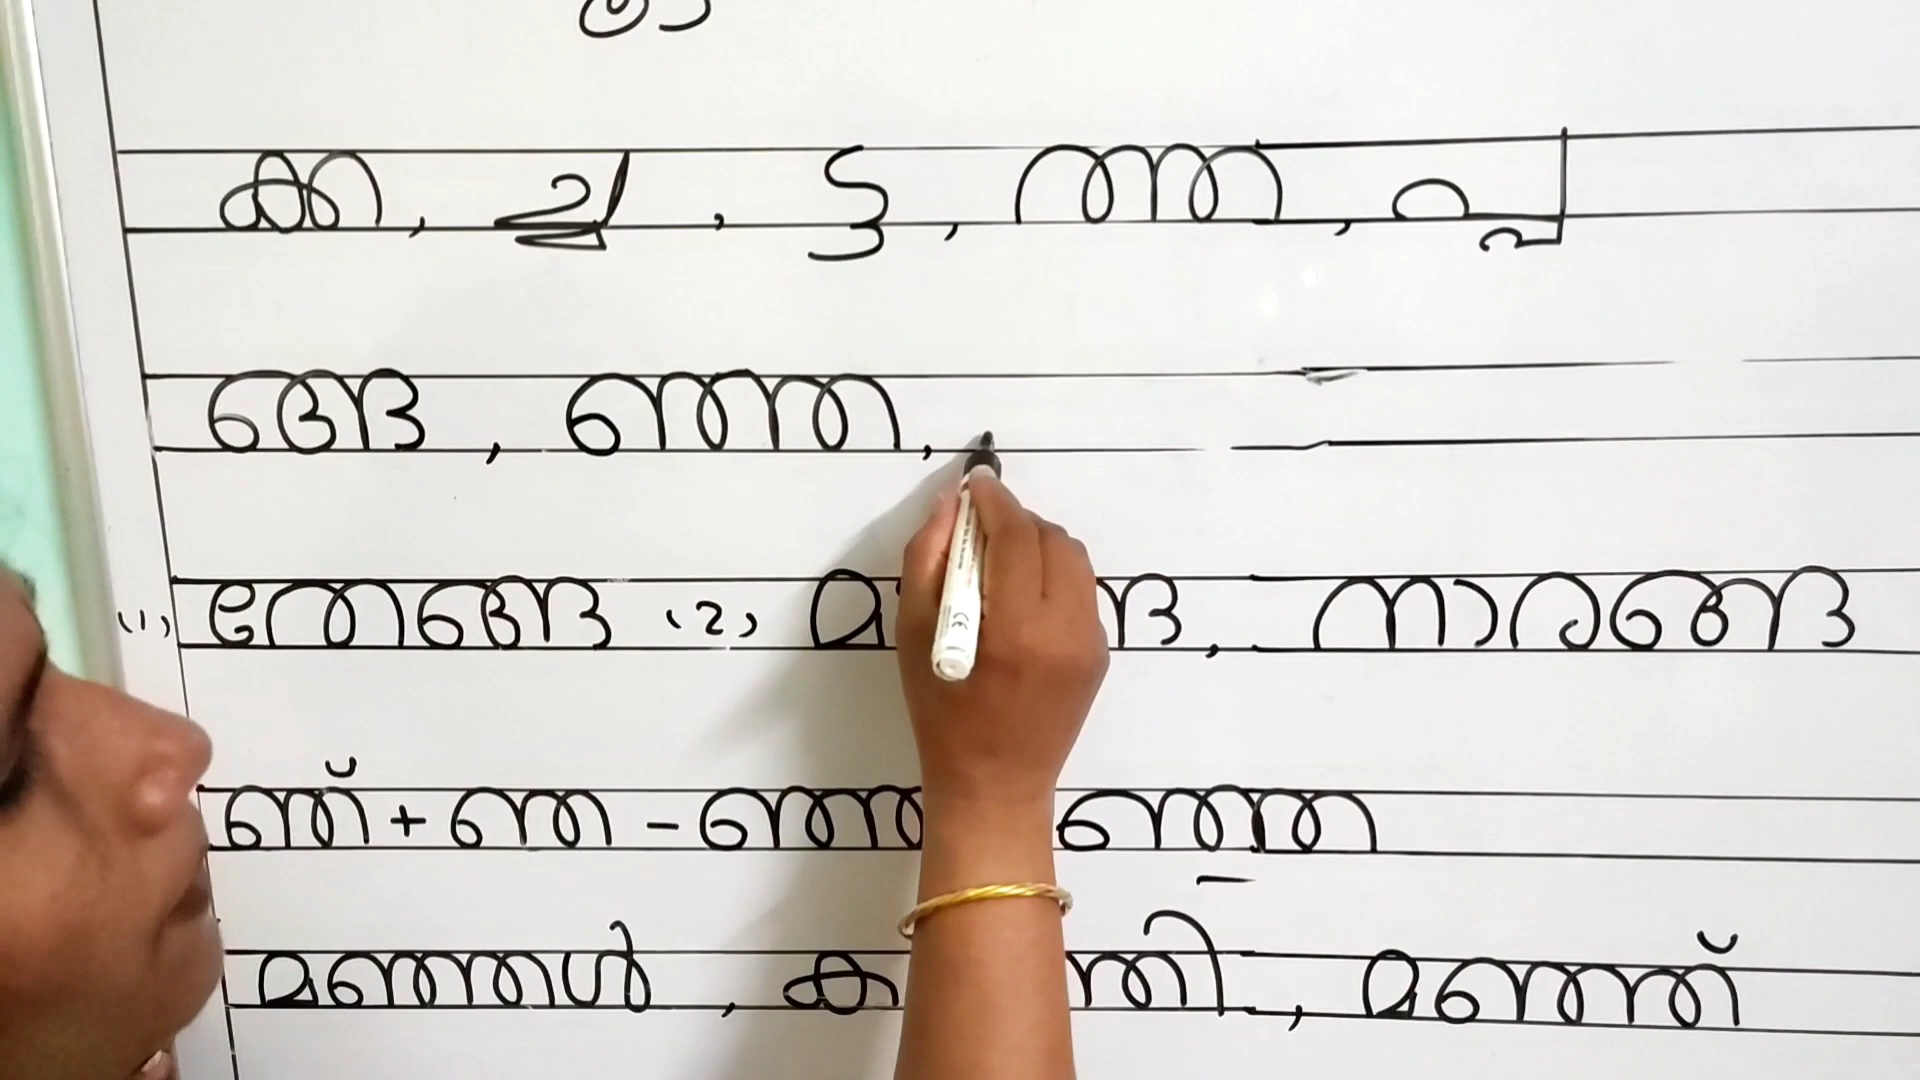 ക്ക, ച്ച, ട്ട, ത്ത, പ്പ
ങ്ങ, ഞ്ഞ,
(1) തേങ്ങ (2) മ, നാരങ്ങ
ഞ് + ഞ - ഞ്ഞ ഞ്ഞ
മഞ്ഞൾ, മഞ്ഞ്